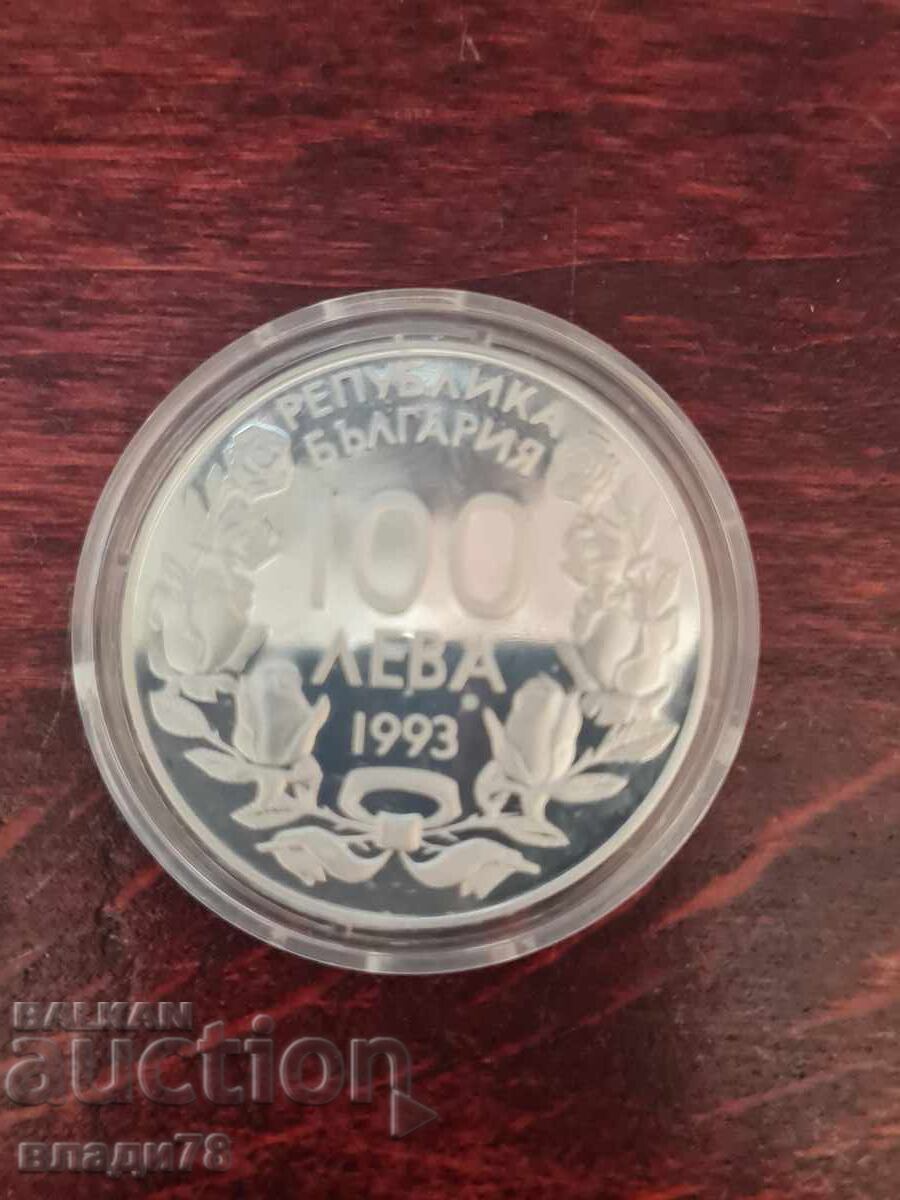 РЕПУБЛИКА
БЪЛГАРИЯ
100
ЛЕВА
1993
BALKAN
auction
влади78